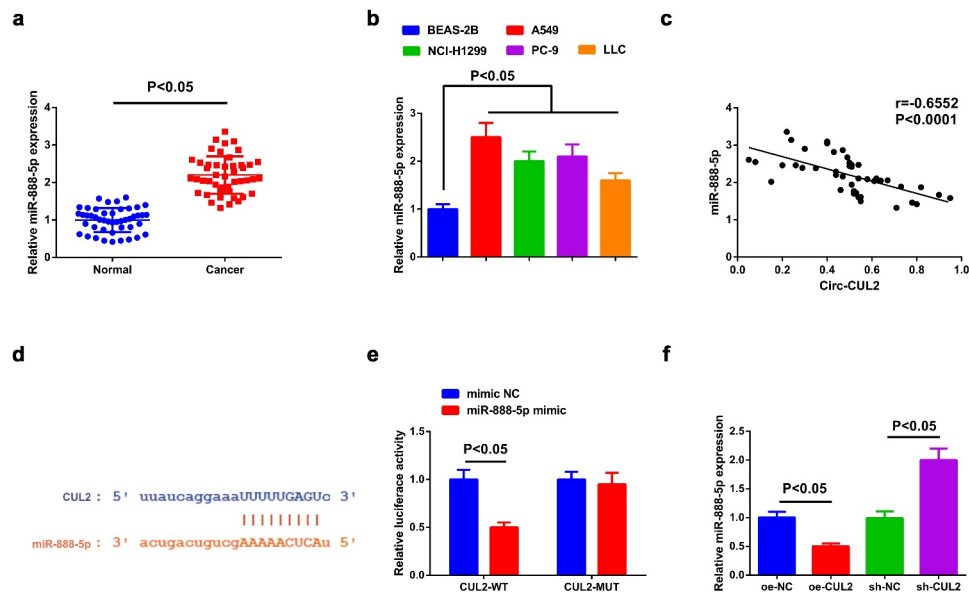 a
P<0.05
Relative miR-888-5p expression
4
3
2
1
0
Normal
Cancer
b
BEAS-2B
A549
NCI-H1299
PC-9
LLC
P<0.05
Relative miR-888-5p expression
3
2
1
0
c
r=-0.6552
P<0.0001
miR-888-5p
4
3
2
1
0
0.0 0.2 0.4 0.6 0.8 1.0
Circ-CUL2
d
CUL2 : 5' uuaucaggaaaUUUUUGAGUc 3'
miR-888-5p : 3' acugacugucgAAAAACUCAu 5'
e
mimic NC
miR-888-5p mimic
P<0.05
Relative luciferace activity
1.5
1.0
0.5
0.0
CUL2-WT
CUL2-MUT
f
P<0.05
P<0.05
Relative miR-888-5p expression
2.5
2.0
1.5
1.0
0.5
0.0
oe-NC
oe-CUL2
sh-NC
sh-CUL2